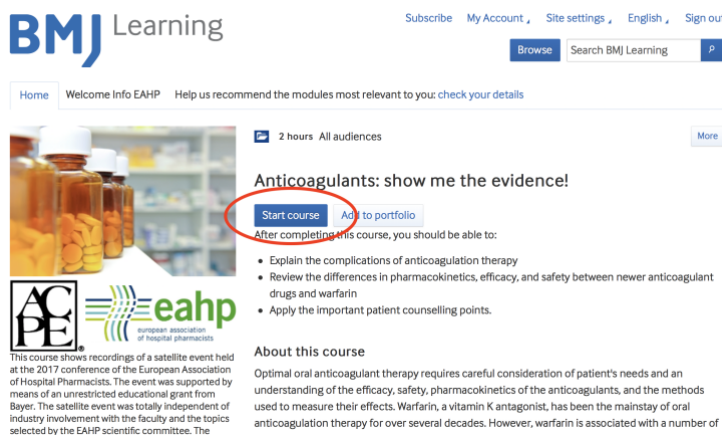 BMJ Learning
Subscribe My Account Site settings English Sign out
Browse Search BMJ Learning
Home Welcome Info EAHP Help us recommend the modules most relevant to you: check your details
2 hours All audiences More
Anticoagulants: show me the evidence!
Start course Add to portfolio
After completing this course, you should be able to:
• Explain the complications of anticoagulation therapy
• Review the differences in pharmacokinetics, efficacy, and safety between newer anticoagulant
drugs and warfarin
• Apply the important patient counselling points.
ACPE®
eahp
european association
of hospital pharmacists
This course shows recordings of a satellite event held
at the 2017 conference of the European Association
of Hospital Pharmacists. The event was supported by
means of an unrestricted educational grant from
Bayer. The satellite event was totally independent of
industry involvement with the faculty and the topics
selected by the EAHP scientific committee. The
About this course
Optimal oral anticoagulant therapy requires careful consideration of patient's needs and an
understanding of the efficacy, safety, pharmacokinetics of the anticoagulants, and the methods
used to measure their effects. Warfarin, a vitamin K antagonist, has been the mainstay of oral
anticoagulation therapy for over several decades. However, warfarin is associated with a number of